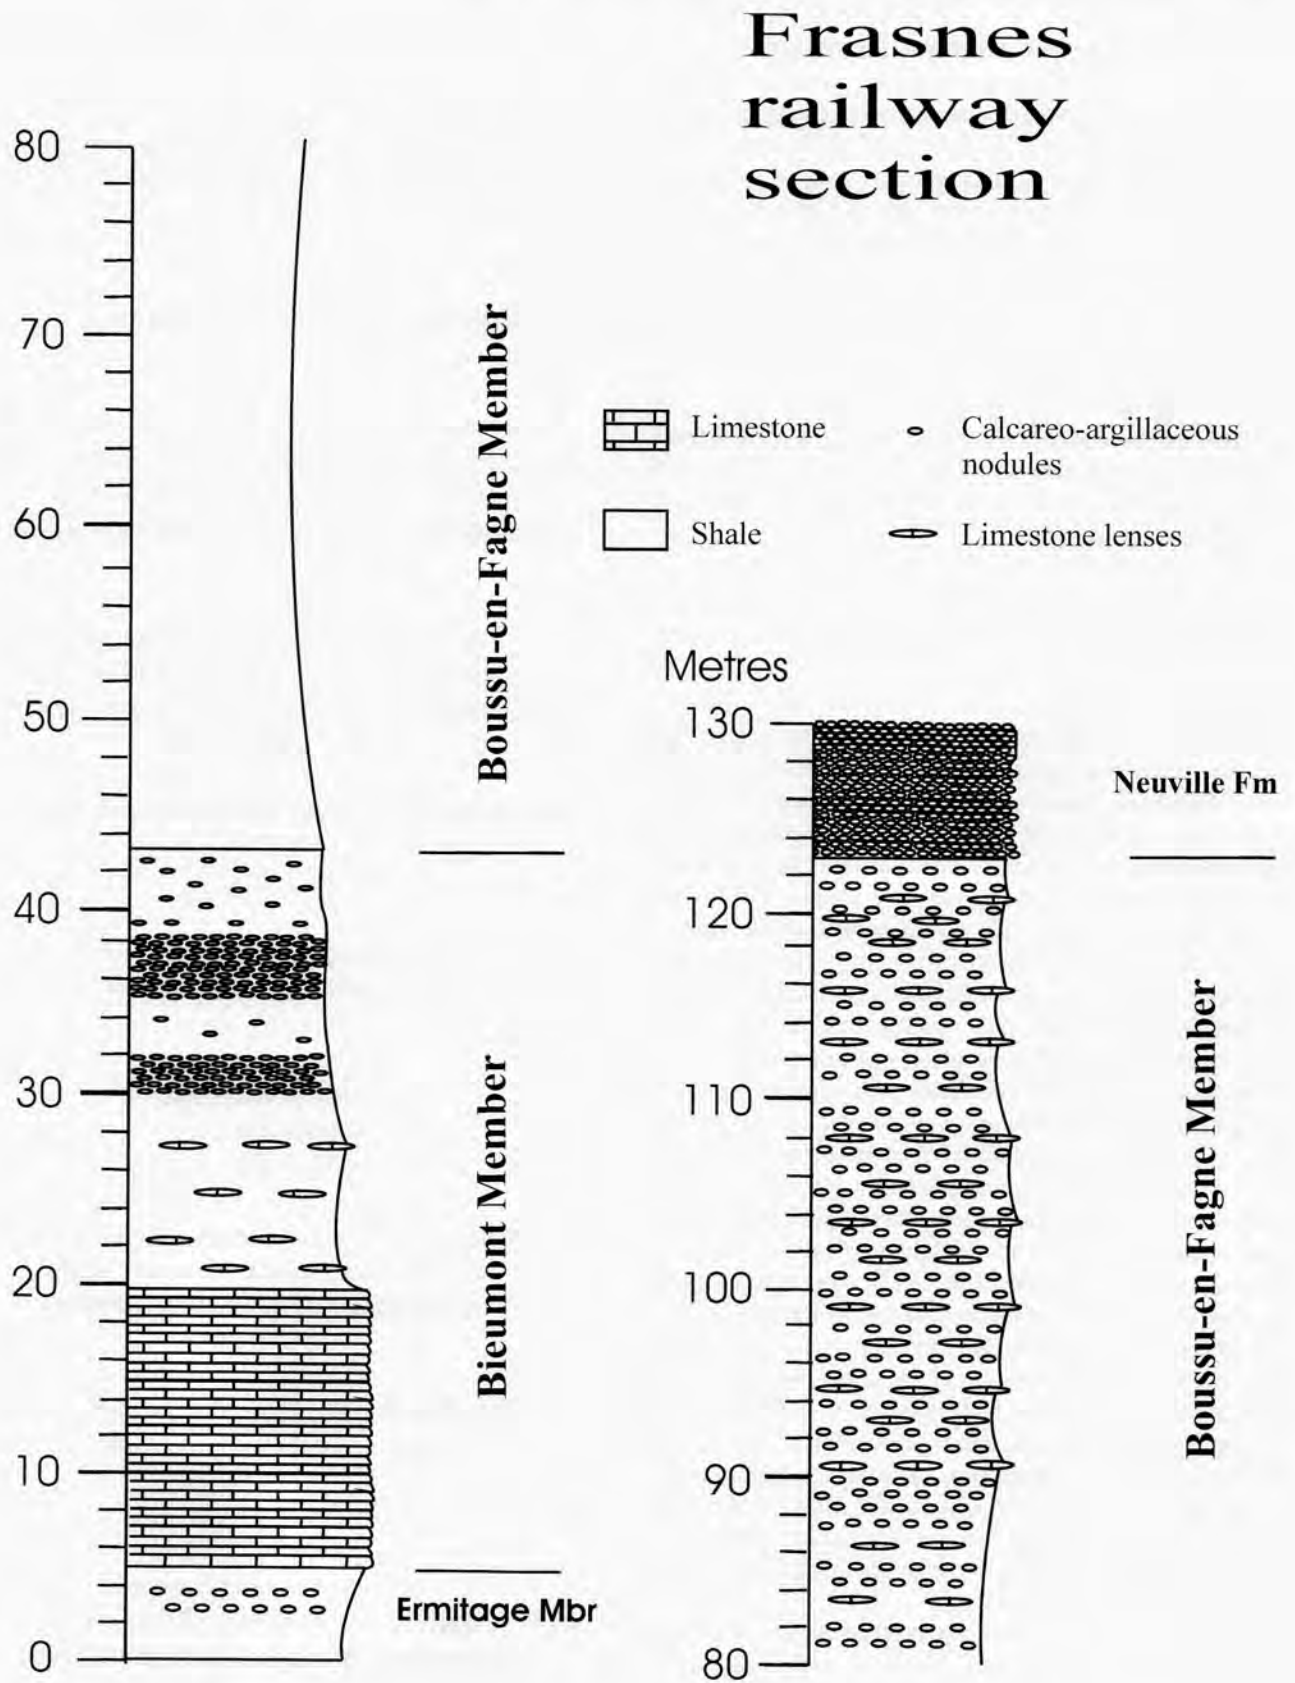 Frasnes
railway
section
80
70
60
50
40
30
20
10
0
Boussu-en-Fagne Member
Bieumont Member
Ermitage Mbr
Limestone
Shale
Calcareo-argillaceous
nodules
Limestone lenses
Metres
130
120
110
100
90
80
Neuville Fm
Boussu-en-Fagne Member